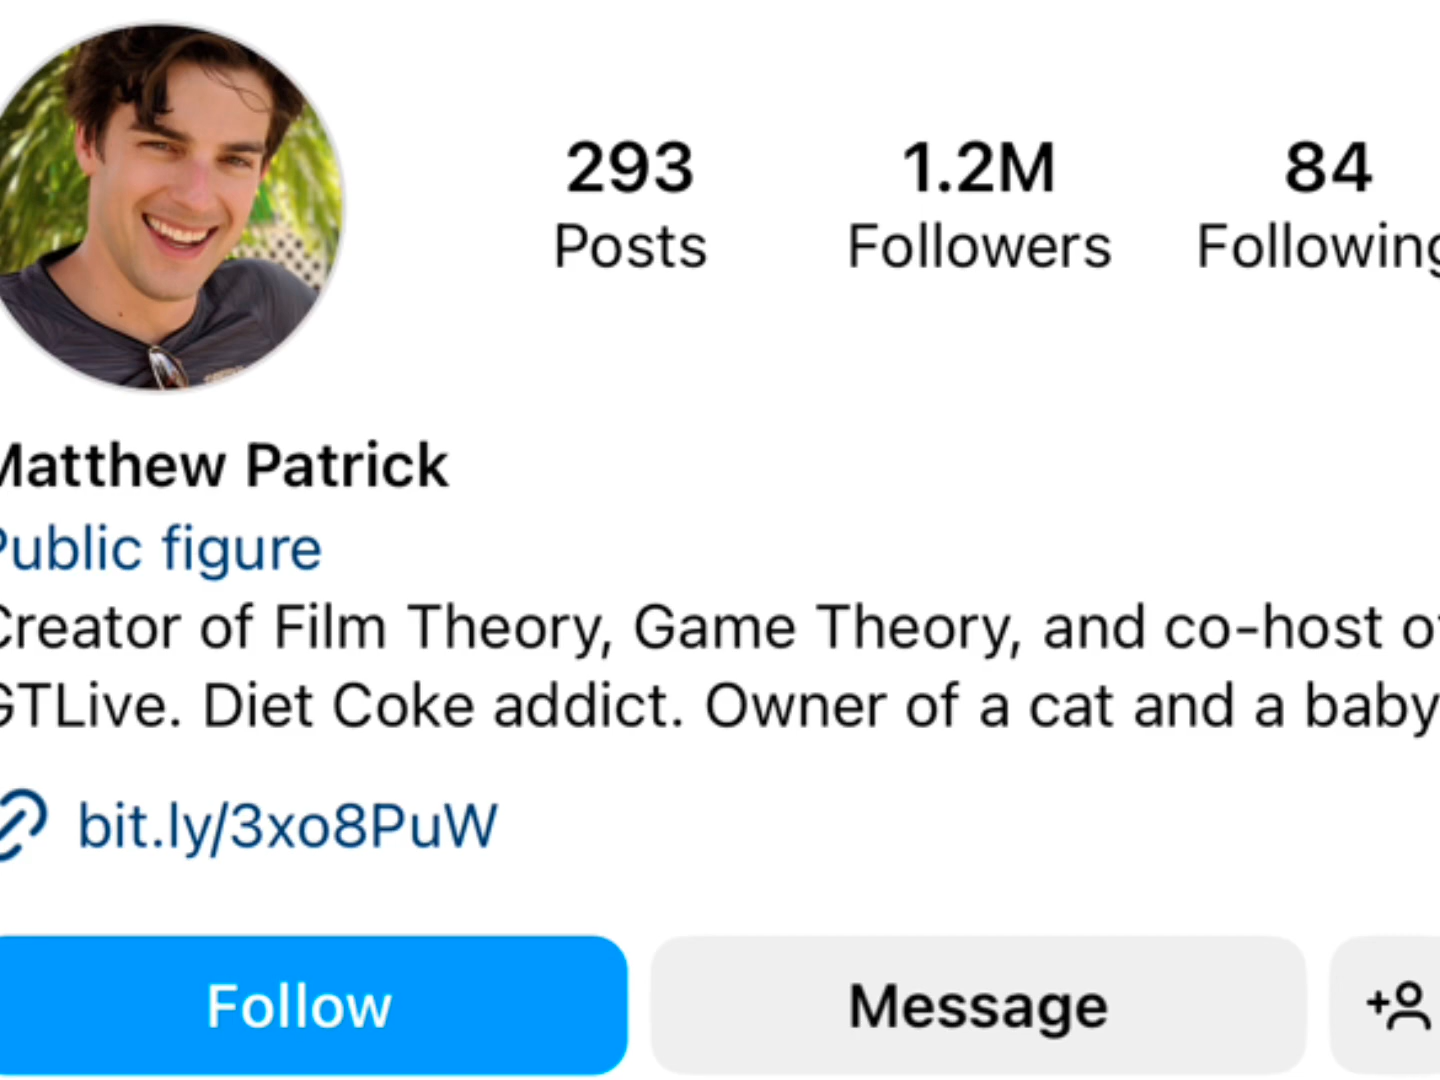 293 1.2M 84
Posts Followers Following
Matthew Patrick
Public figure
Creator of Film Theory, Game Theory, and co-host of
GTLive. Diet Coke addict. Owner of a cat and a baby
bit.ly/3xo8PuW
Follow Message